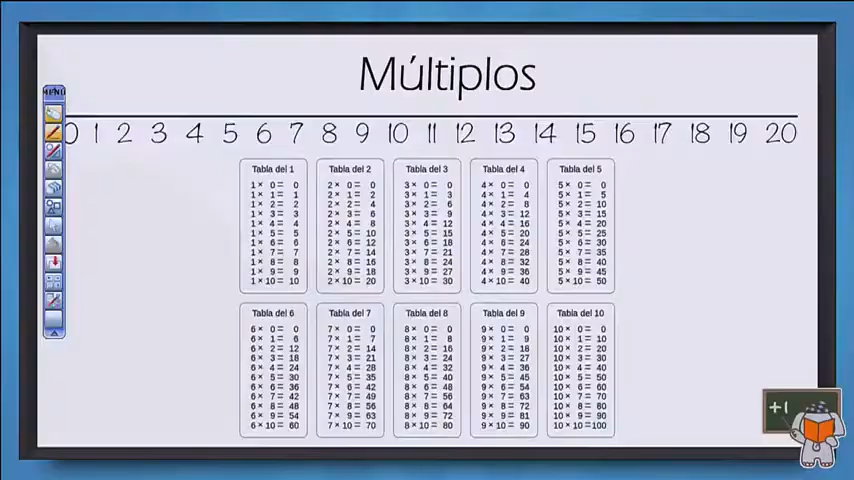 Múltiplos
MENU
0 1 2 3 4 5 6 7 8 9 10 11 12 13 14 15 16 17 18 19 20
Tabla del 1
1 × 0 = 0
1 × 1 = 1
1 × 2 = 2
1 × 3 = 3
1 × 4 = 4
1 × 5 = 5
1 × 6 = 6
1 × 7 = 7
1 × 8 = 8
1 × 9 = 9
1 × 10 = 10
Tabla del 2
2 × 0 = 0
2 × 1 = 2
2 × 2 = 4
2 × 3 = 6
2 × 4 = 8
2 × 5 = 10
2 × 6 = 12
2 × 7 = 14
2 × 8 = 16
2 × 9 = 18
2 × 10 = 20
Tabla del 3
3 × 0 = 0
3 × 1 = 3
3 × 2 = 6
3 × 3 = 9
3 × 4 = 12
3 × 5 = 15
3 × 6 = 18
3 × 7 = 21
3 × 8 = 24
3 × 9 = 27
3 × 10 = 30
Tabla del 4
4 × 0 = 0
4 × 1 = 4
4 × 2 = 8
4 × 3 = 12
4 × 4 = 16
4 × 5 = 20
4 × 6 = 24
4 × 7 = 28
4 × 8 = 32
4 × 9 = 36
4 × 10 = 40
Tabla del 5
5 × 0 = 0
5 × 1 = 5
5 × 2 = 10
5 × 3 = 15
5 × 4 = 20
5 × 5 = 25
5 × 6 = 30
5 × 7 = 35
5 × 8 = 40
5 × 9 = 45
5 × 10 = 50
Tabla del 6
6 × 0 = 0
6 × 1 = 6
6 × 2 = 12
6 × 3 = 18
6 × 4 = 24
6 × 5 = 30
6 × 6 = 36
6 × 7 = 42
6 × 8 = 48
6 × 9 = 54
6 × 10 = 60
Tabla del 7
7 × 0 = 0
7 × 1 = 7
7 × 2 = 14
7 × 3 = 21
7 × 4 = 28
7 × 5 = 35
7 × 6 = 42
7 × 7 = 49
7 × 8 = 56
7 × 9 = 63
7 × 10 = 70
Tabla del 8
8 × 0 = 0
8 × 1 = 8
8 × 2 = 16
8 × 3 = 24
8 × 4 = 32
8 × 5 = 40
8 × 6 = 48
8 × 7 = 56
8 × 8 = 64
8 × 9 = 72
8 × 10 = 80
Tabla del 9
9 × 0 = 0
9 × 1 = 9
9 × 2 = 18
9 × 3 = 27
9 × 4 = 36
9 × 5 = 45
9 × 6 = 54
9 × 7 = 63
9 × 8 = 72
9 × 9 = 81
9 × 10 = 90
Tabla del 10
10 × 0 = 0
10 × 1 = 10
10 × 2 = 20
10 × 3 = 30
10 × 4 = 40
10 × 5 = 50
10 × 6 = 60
10 × 7 = 70
10 × 8 = 80
10 × 9 = 90
10 × 10 = 100
+1